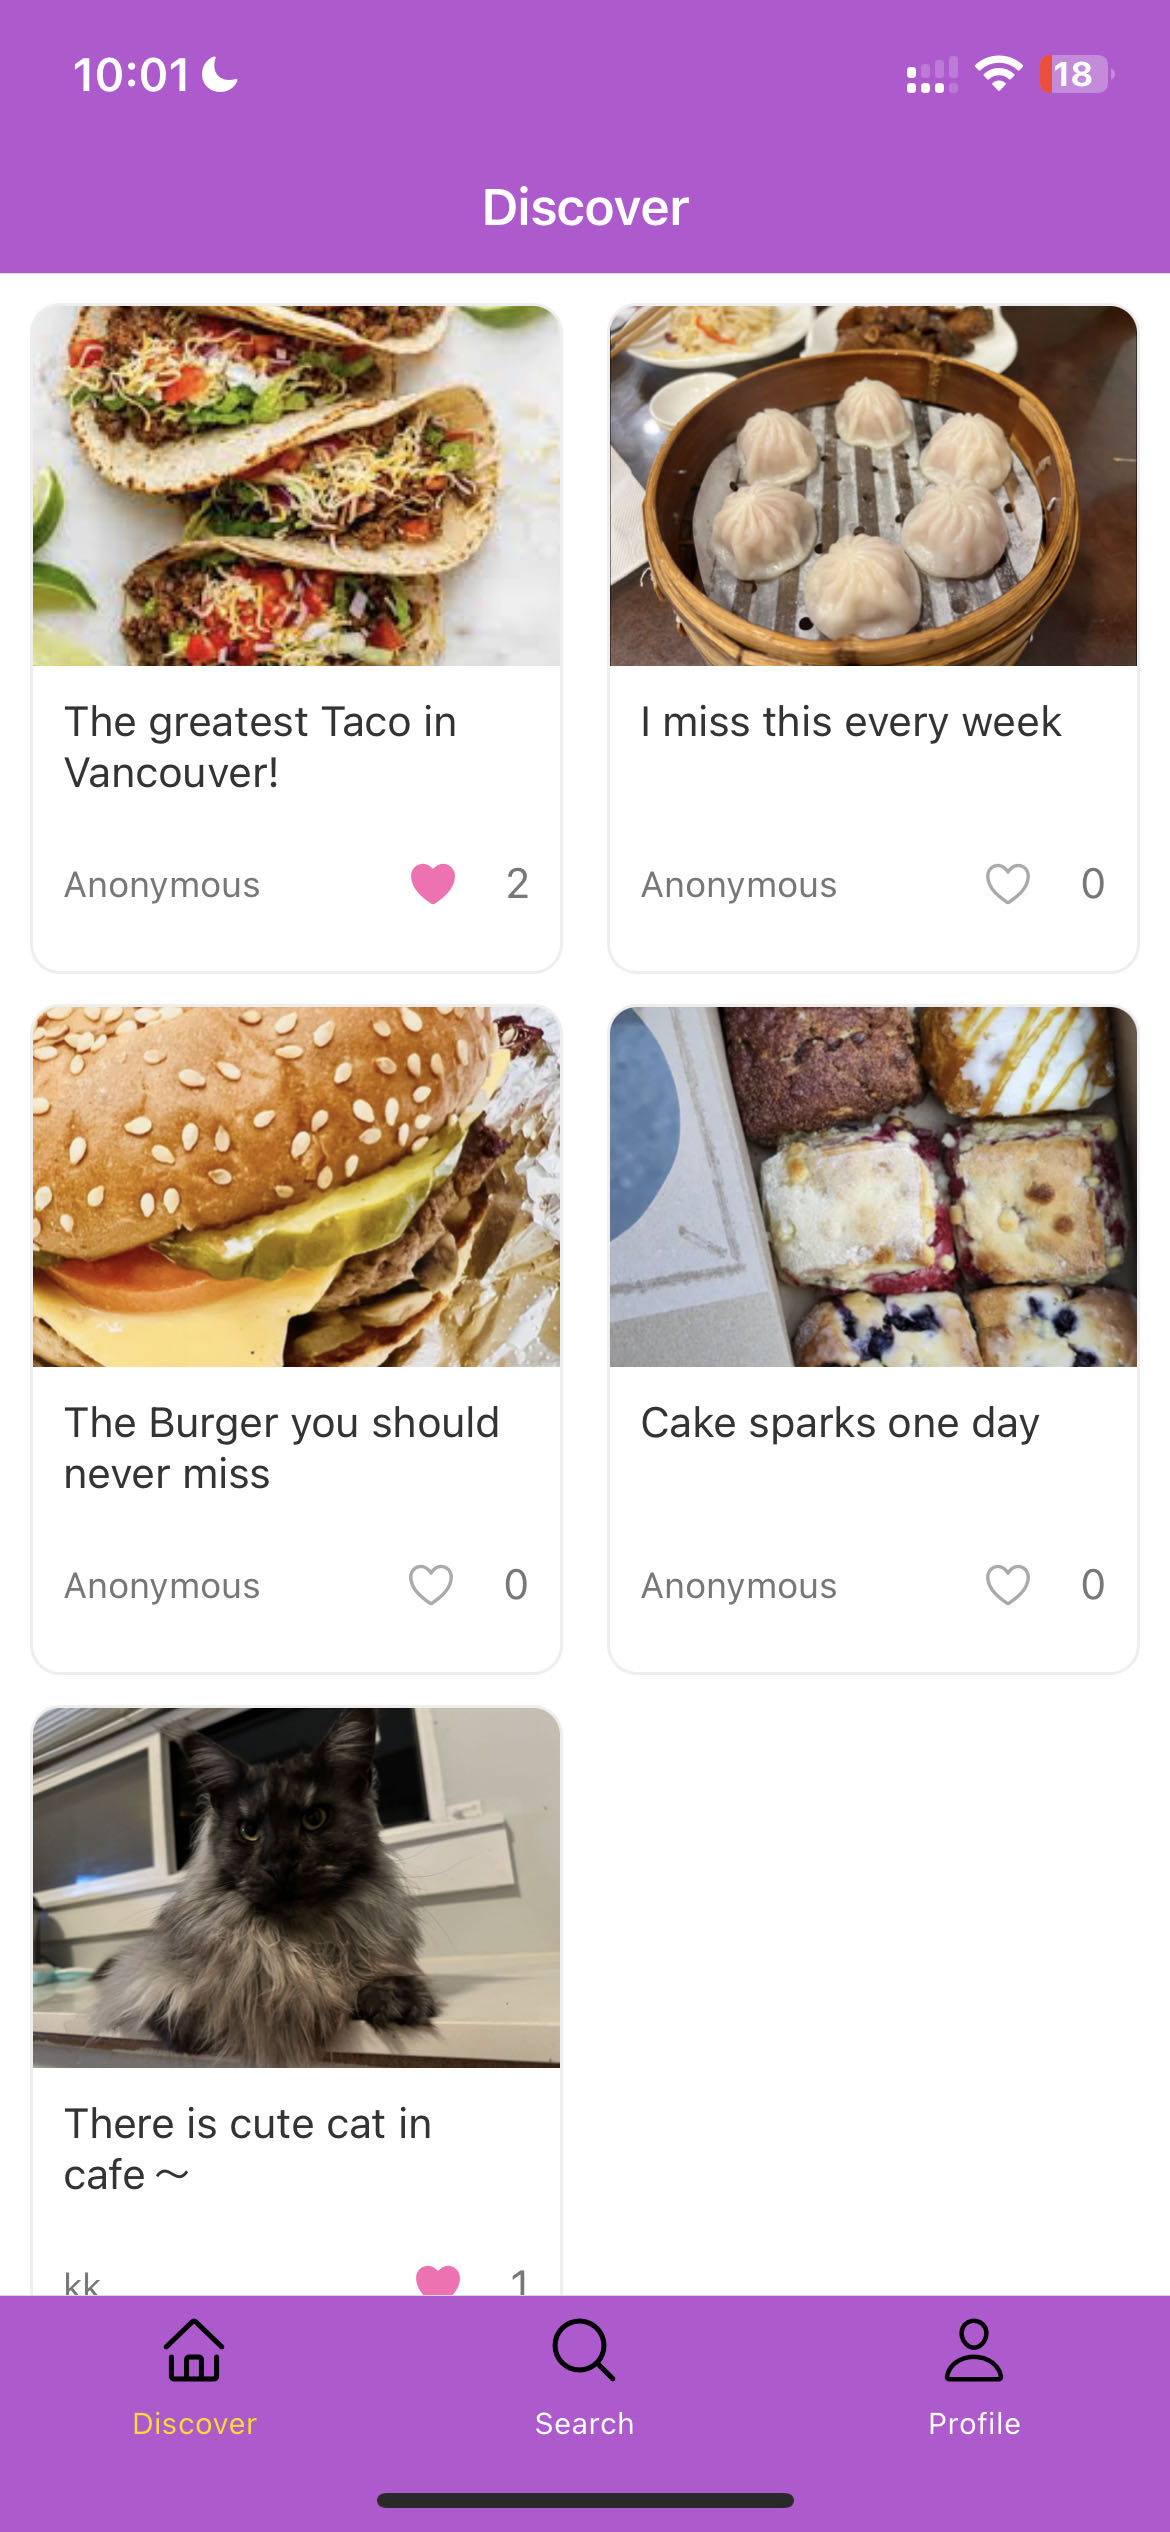 10:01
18
Discover
The greatest Taco in
Vancouver!
Anonymous 2
I miss this every week
Anonymous 0
The Burger you should
never miss
Anonymous 0
Cake sparks one day
Anonymous 0
There is cute cat in
cafe～
kk 1
Discover
Search
Profile